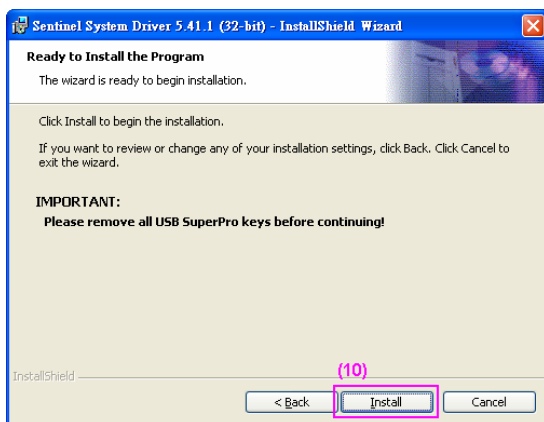 Sentinel System Driver 5.41.1 (32-bit) - InstallShield Wizard
Ready to Install the Program
The wizard is ready to begin installation.
Click Install to begin the installation.
If you want to review or change any of your installation settings, click Back. Click Cancel to
exit the wizard.
IMPORTANT:
Please remove all USB SuperPro keys before continuing!
(10)
InstallShield
< Back Install Cancel